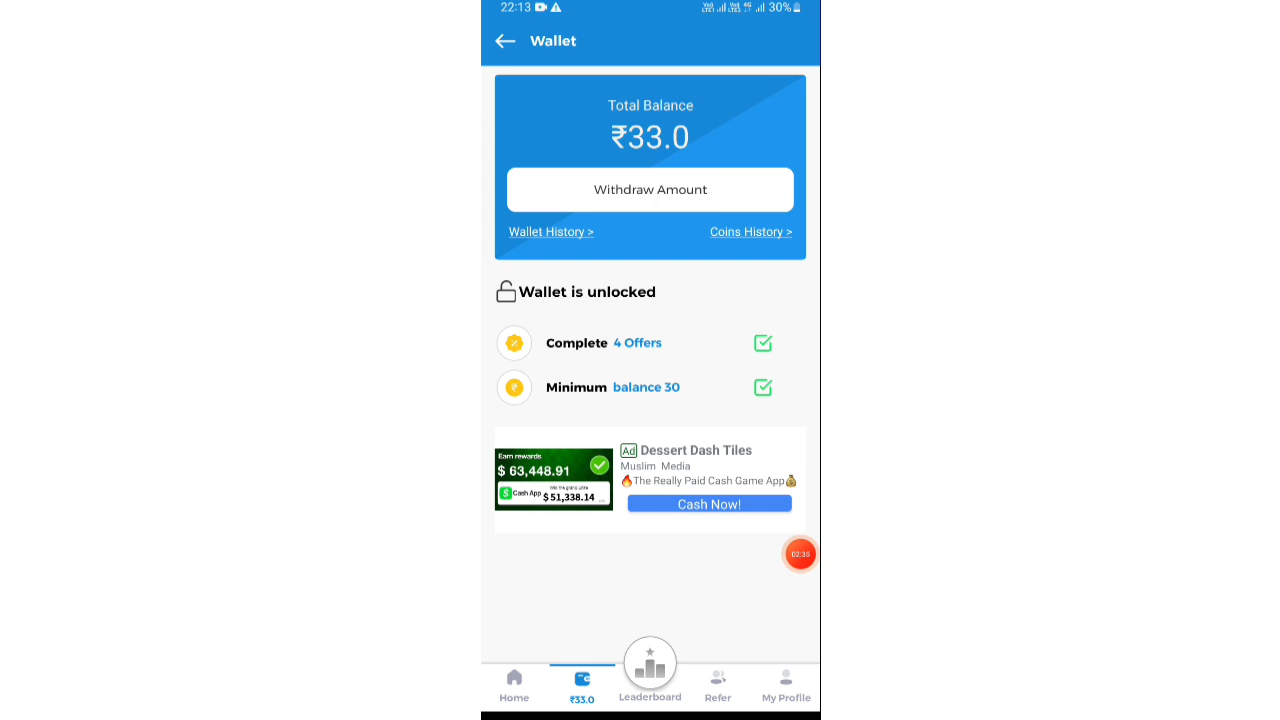 22:13 30%
Wallet
Total Balance
₹33.0
Withdraw Amount
Wallet History > Coins History >
Wallet is unlocked
Complete 4 Offers
Minimum balance 30
Earn rewards
$ 63,448.91
Cash App $ 51,338.14
Ad Dessert Dash Tiles
Muslim Media
🔥The Really Paid Cash Game App💰
Cash Now!
02:35
Home ₹33.0 Leaderboard Refer My Profile